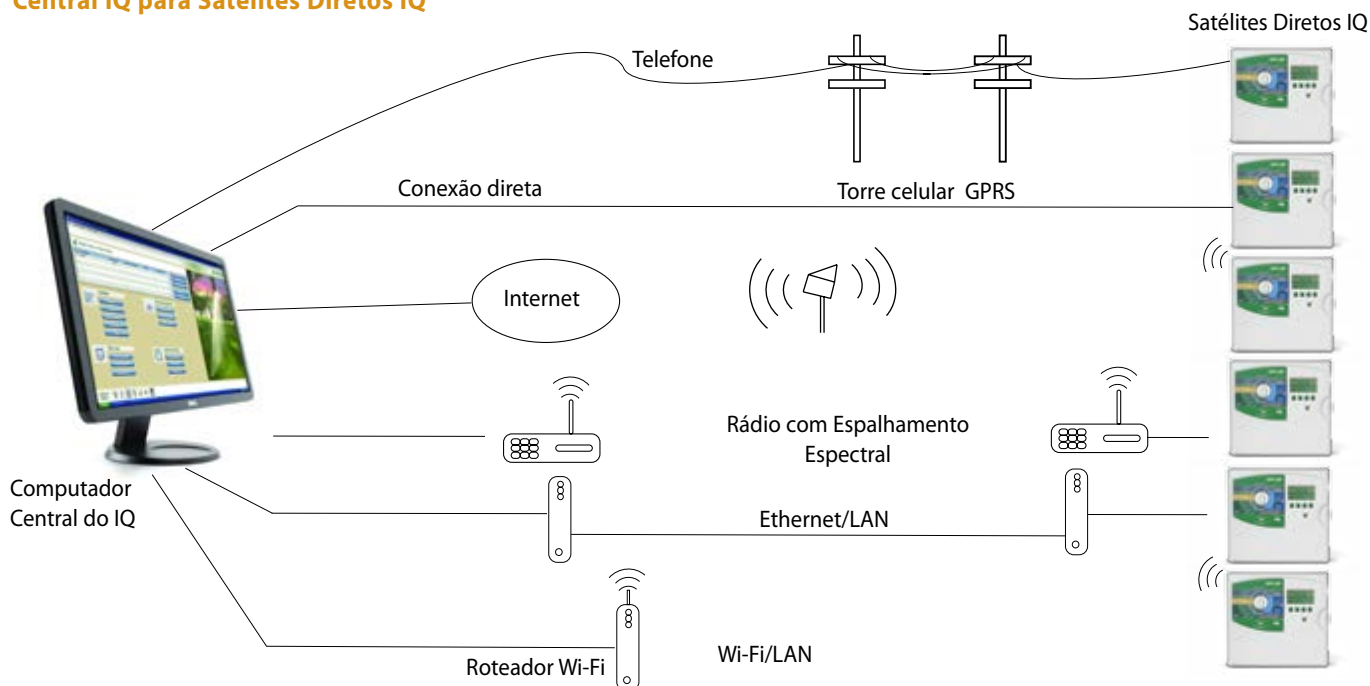 Central IQ para Satélites Diretos IQ
Satélites Diretos IQ
Telefone
Conexão direta
Torre celular GPRS
Internet
Rádio com Espalhamento
Espectral
Computador
Central do IQ
Ethernet/LAN
Roteador Wi-Fi
Wi-Fi/LAN